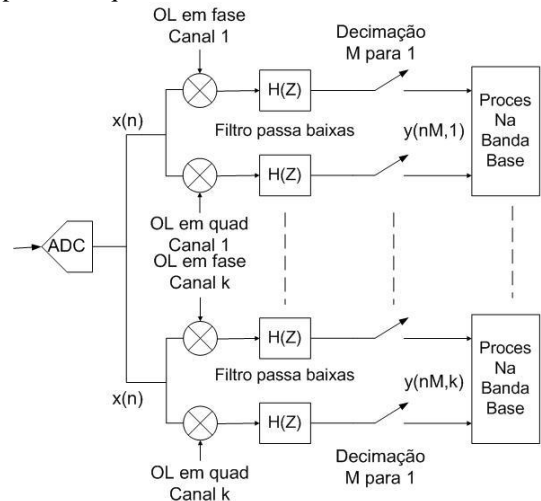 OL em fase
Canal 1
Decimação
M para 1
H(Z)
x(n)
Filtro passa baixas
y(nM,1)
Proces
Na
Banda
Base
H(Z)
ADC
OL em quad
Canal 1
OL em fase
Canal k
H(Z)
Filtro passa baixas
y(nM,k)
Proces
Na
Banda
Base
x(n)
H(Z)
OL em quad
Canal k
Decimação
M para 1